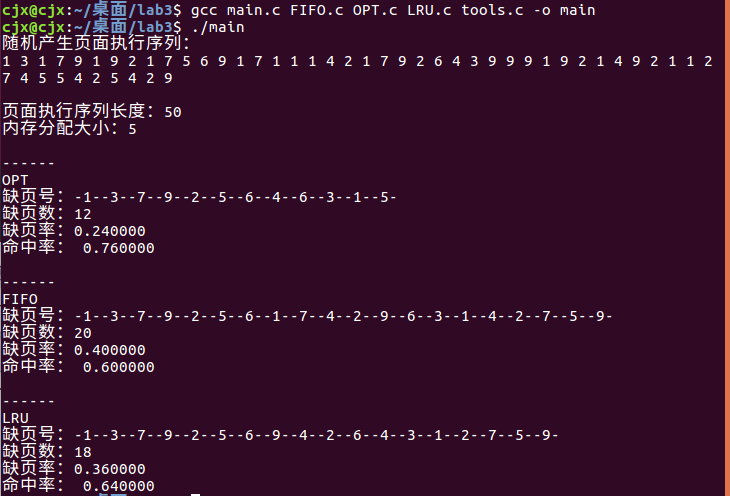 cjx@cjx:~/桌面/lab3$ gcc main.c FIFO.c OPT.c LRU.c tools.c -o main
cjx@cjx:~/桌面/lab3$ ./main
随机产生页面执行序列:
1 3 1 7 9 1 9 2 1 7 5 6 9 1 7 1 1 1 4 2 1 7 9 2 6 4 3 9 9 9 1 9 2 1 4 9 2 1 1 2
7 4 5 5 4 2 5 4 2 9
页面执行序列长度: 50
内存分配大小: 5
------
OPT
缺页号: -1--3--7--9--2--5--6--4--6--3--1--5-
缺页数: 12
缺页率: 0.240000
命中率: 0.760000
------
FIFO
缺页号: -1--3--7--9--2--5--6--1--7--4--2--9--6--3--1--4--2--7--5--9-
缺页数: 20
缺页率: 0.400000
命中率: 0.600000
------
LRU
缺页号: -1--3--7--9--2--5--6--9--4--2--6--4--3--1--2--7--5--9-
缺页数: 18
缺页率: 0.360000
命中率: 0.640000